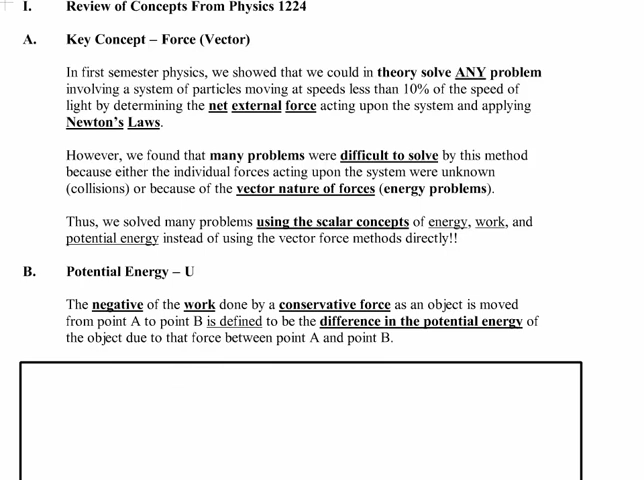 I. Review of Concepts From Physics 1224
A. Key Concept – Force (Vector)
In first semester physics, we showed that we could in theory solve ANY problem
involving a system of particles moving at speeds less than 10% of the speed of
light by determining the net external force acting upon the system and applying
Newton's Laws.
However, we found that many problems were difficult to solve by this method
because either the individual forces acting upon the system were unknown
(collisions) or because of the vector nature of forces (energy problems).
Thus, we solved many problems using the scalar concepts of energy, work, and
potential energy instead of using the vector force methods directly!!
B. Potential Energy – U
The negative of the work done by a conservative force as an object is moved
from point A to point B is defined to be the difference in the potential energy of
the object due to that force between point A and point B.